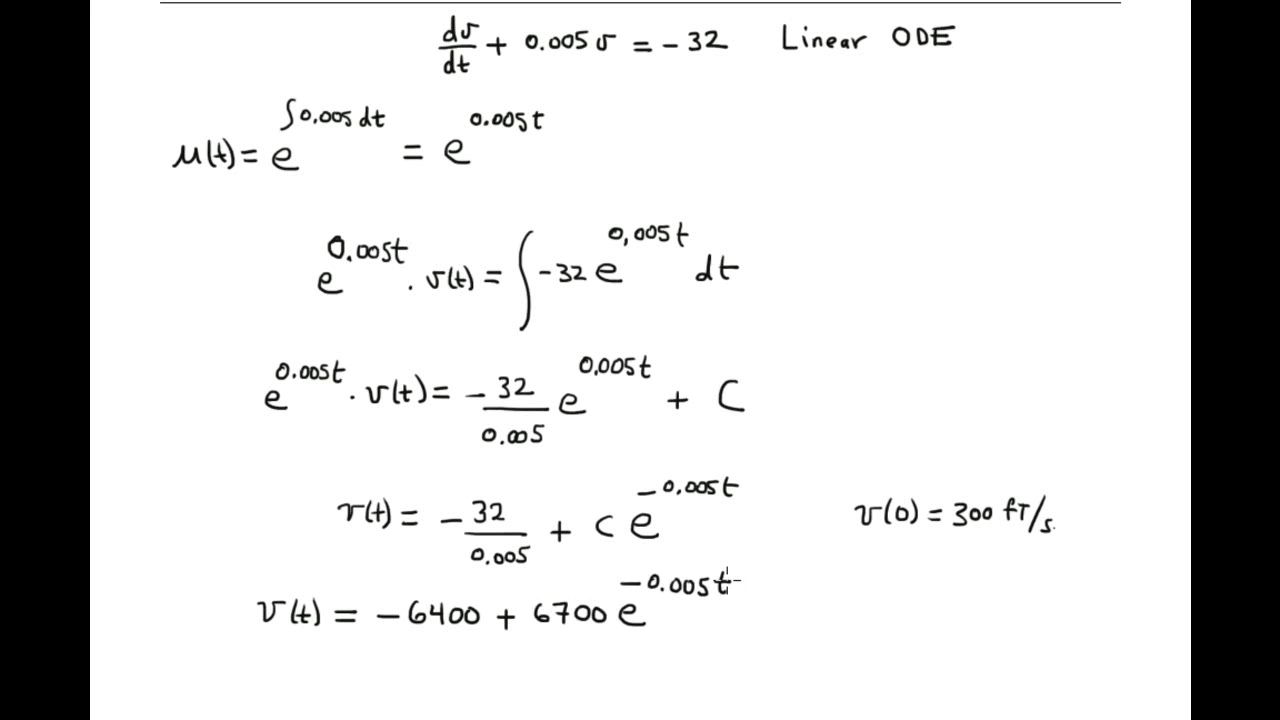 dv/dt + 0.005 v = - 32 Linear ODE
μ(t) = e^{∫0.005 dt} = e^{0.005t}
e^{0.005t} . v(t) = ∫ -32 e^{0,005t} dt
e^{0.005t} . v(t) = - 32/0.005 e^{0,005t} + C
v(t) = - 32/0.005 + C e^{-0.005t} v(0) = 300 fT/s.
v(t) = - 6400 + 6700 e^{-0.005t}